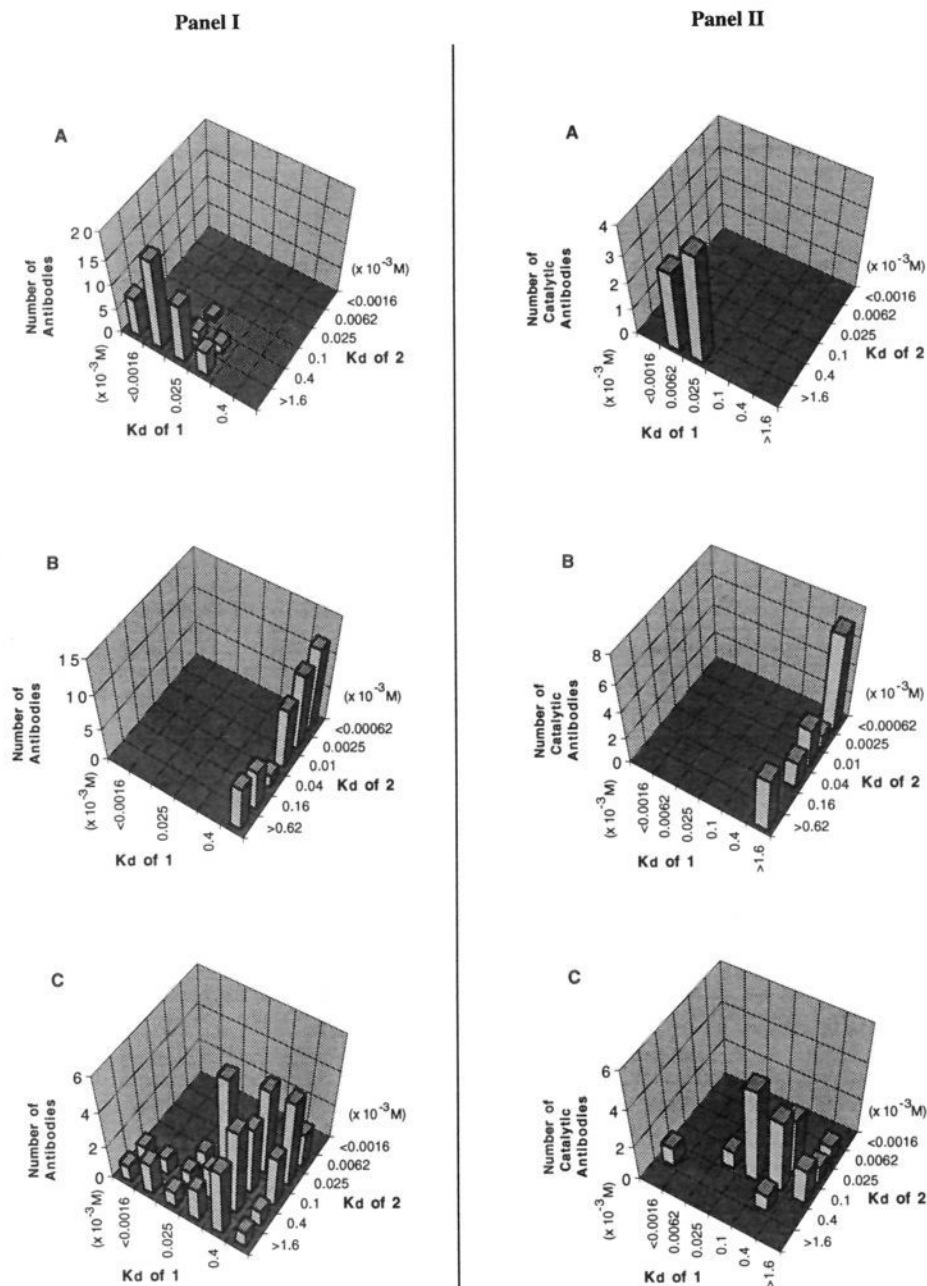 Panel I
Panel II
A
Number of
Antibodies
20
15
10
5
0
(x 10⁻³M)
<0.0016
0.025
0.4
Kd of 1
(x 10⁻³M)
<0.0016
0.0062
0.025
0.1
0.4
>1.6
Kd of 2
A
Number of
Catalytic
Antibodies
4
3
2
1
0
(x 10⁻³M)
<0.0016
0.0062
0.025
0.1
0.4
>1.6
Kd of 1
(x 10⁻³M)
<0.0016
0.0062
0.025
0.1
0.4
>1.6
Kd of 2
B
Number of
Antibodies
15
10
5
0
(x 10⁻³M)
<0.0016
0.025
0.4
Kd of 1
(x 10⁻³M)
<0.00062
0.0025
0.01
0.04
0.16
>0.62
Kd of 2
B
Number of
Catalytic
Antibodies
8
6
4
2
0
(x 10⁻³M)
<0.0016
0.0062
0.025
0.1
0.4
>1.6
Kd of 1
(x 10⁻³M)
<0.00062
0.0025
0.01
0.04
0.16
>0.62
Kd of 2
C
Number of
Antibodies
6
4
2
0
(x 10⁻³M)
<0.0016
0.025
0.4
Kd of 1
(x 10⁻³M)
<0.0016
0.0062
0.025
0.1
0.4
>1.6
Kd of 2
C
Number of
Catalytic
Antibodies
6
4
2
0
(x 10⁻³M)
<0.0016
0.0062
0.025
0.1
0.4
>1.6
Kd of 1
(x 10⁻³M)
<0.0016
0.0062
0.025
0.1
0.4
>1.6
Kd of 2